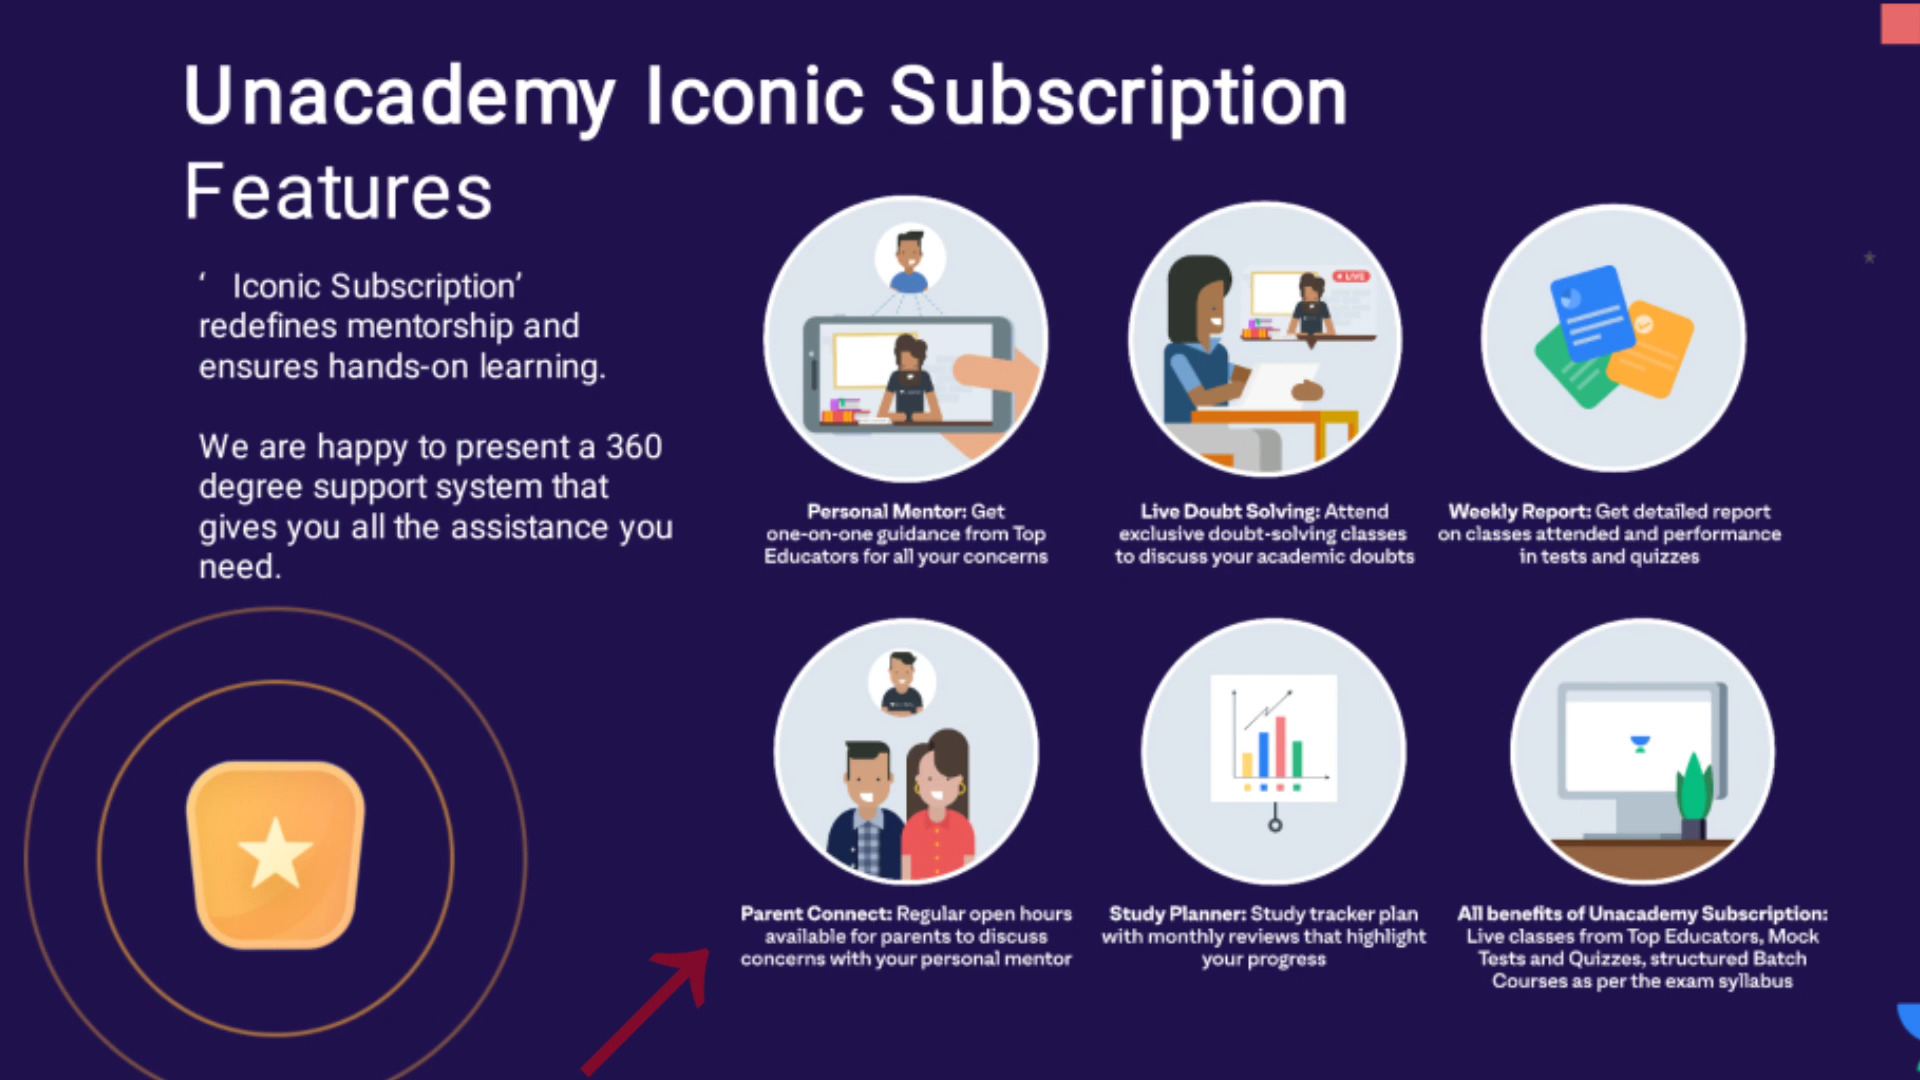 Unacademy Iconic Subscription
Features
‘ Iconic Subscription’
redefines mentorship and
ensures hands-on learning.
We are happy to present a 360
degree support system that
gives you all the assistance you
need.
LIVE
Personal Mentor: Get
one-on-one guidance from Top
Educators for all your concerns
Live Doubt Solving: Attend
exclusive doubt-solving classes
to discuss your academic doubts
Weekly Report: Get detailed report
on classes attended and performance
in tests and quizzes
Parent Connect: Regular open hours
available for parents to discuss
concerns with your personal mentor
Study Planner: Study tracker plan
with monthly reviews that highlight
your progress
All benefits of Unacademy Subscription:
Live classes from Top Educators, Mock
Tests and Quizzes, structured Batch
Courses as per the exam syllabus